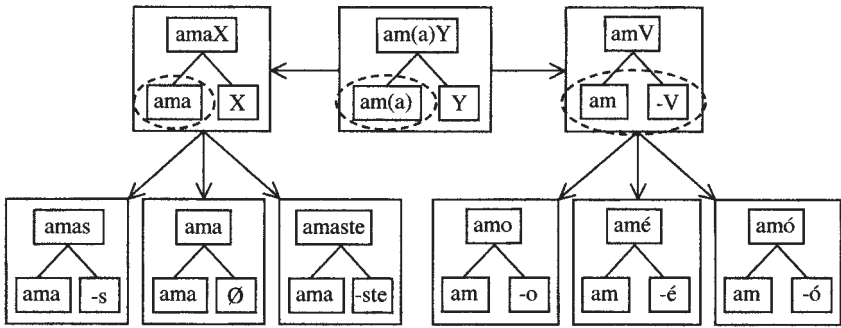 amaX am(a)Y amV
ama X am(a) Y am -V
amas ama amaste amo amé amó
ama -s ama Ø ama -ste am -o am -é am -ó